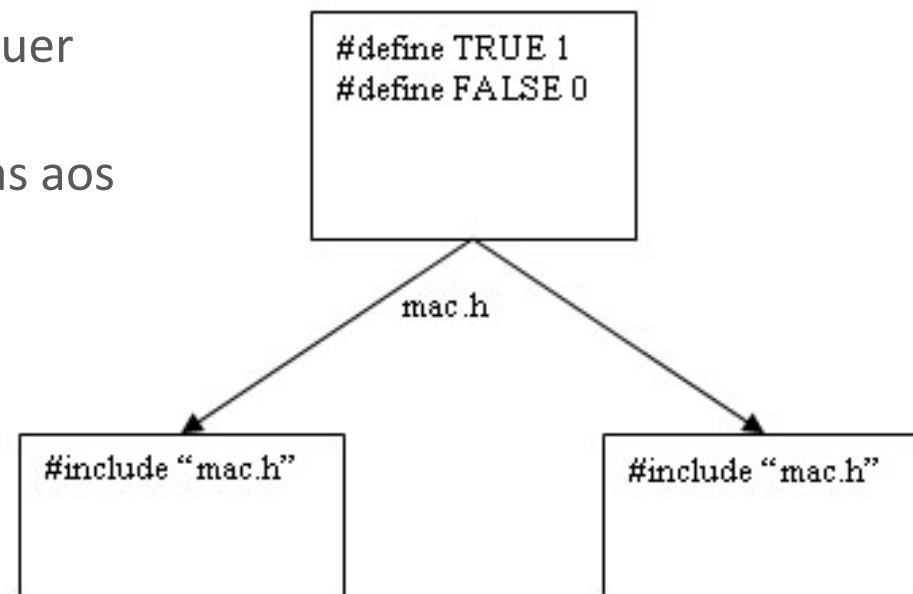 uer
ns aos
#define TRUE 1
#define FALSE 0
mac.h
#include “mac.h”
#include “mac.h”